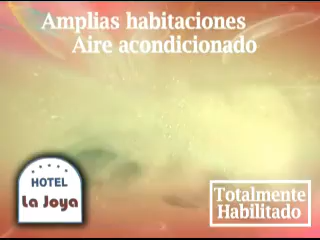 Amplias habitaciones
Aire acondicionado
HOTEL
La Joya
Totalmente
Habilitado